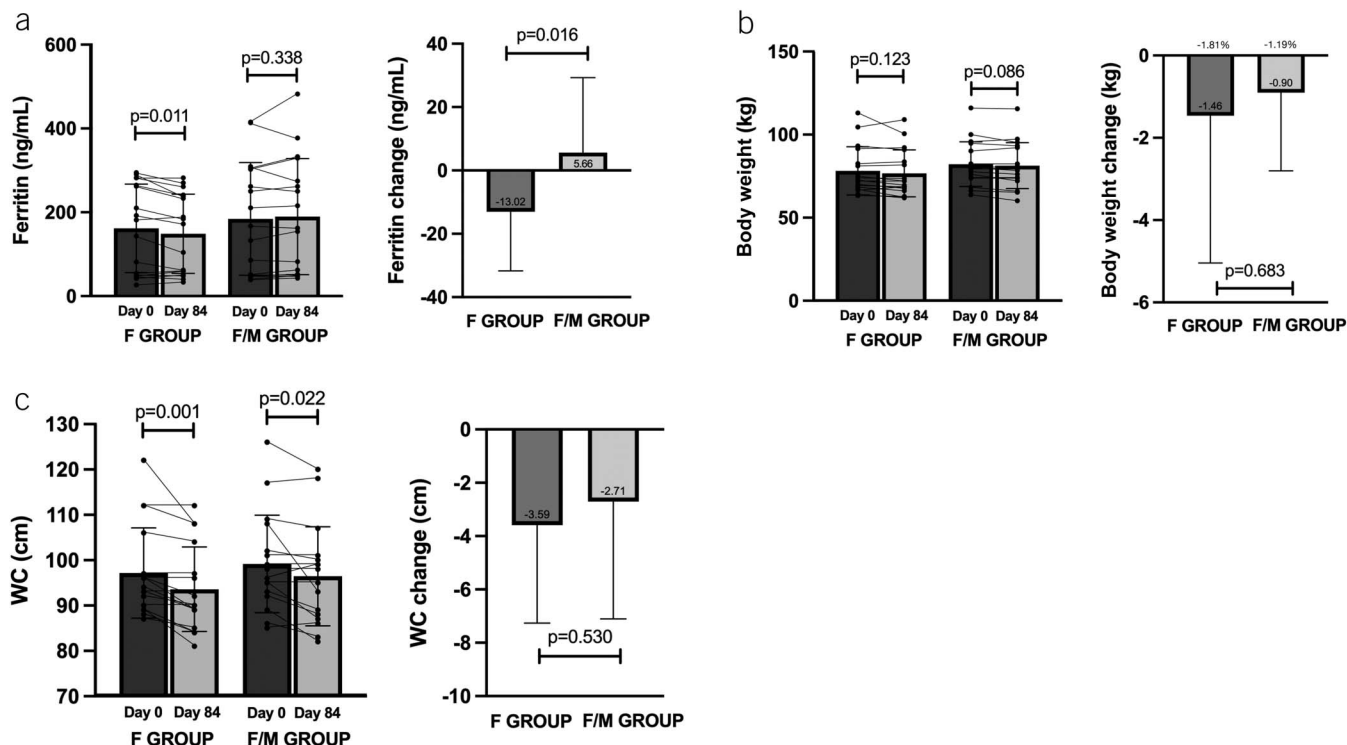 a
Ferritin (ng/mL)
600
400
200
0
p=0.011
p=0.338
Day 0 Day 84 Day 0 Day 84
F GROUP F/M GROUP
Ferritin change (ng/mL)
40
20
0
-20
-40
p=0.016
-13.02
5.66
F GROUP F/M GROUP
b
Body weight (kg)
150
100
50
0
p=0.123
p=0.086
Day 0 Day 84 Day 0 Day 84
F GROUP F/M GROUP
Body weight change (kg)
0
-2
-4
-6
-1.81% -1.19%
-1.46
-0.90
p=0.683
F GROUP F/M GROUP
c
WC (cm)
130
120
110
100
90
80
70
p=0.001
p=0.022
Day 0 Day 84 Day 0 Day 84
F GROUP F/M GROUP
WC change (cm)
0
-2
-4
-6
-8
-10
-3.59
-2.71
p=0.530
F GROUP F/M GROUP